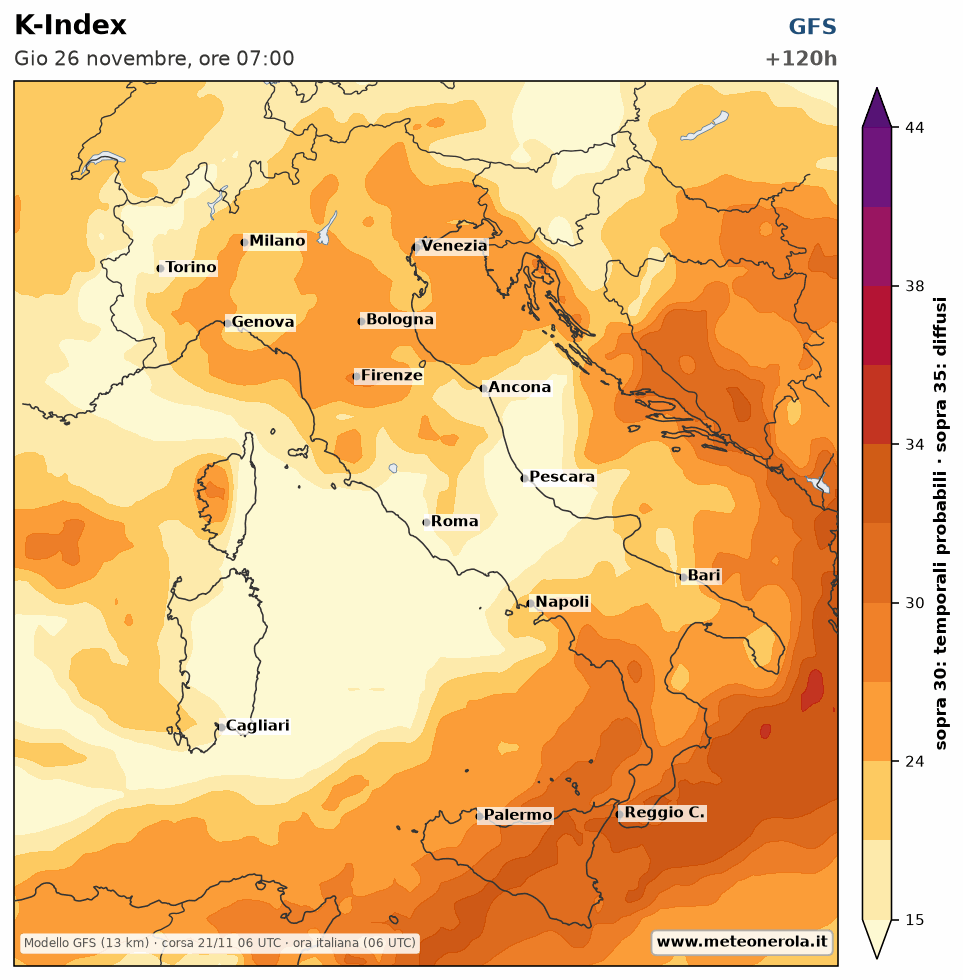 K-Index
GFS
Gio 26 novembre, ore 07:00
+120h
44
38
34
30
24
15
sopra 30: temporali probabili · sopra 35: diffusi
Milano
Venezia
Torino
Genova
Bologna
Firenze
Ancona
Pescara
Roma
Bari
Napoli
Cagliari
Palermo
Reggio C.
Modello GFS (13 km) · corsa 21/11 06 UTC · ora italiana (06 UTC)
www.meteonerola.it